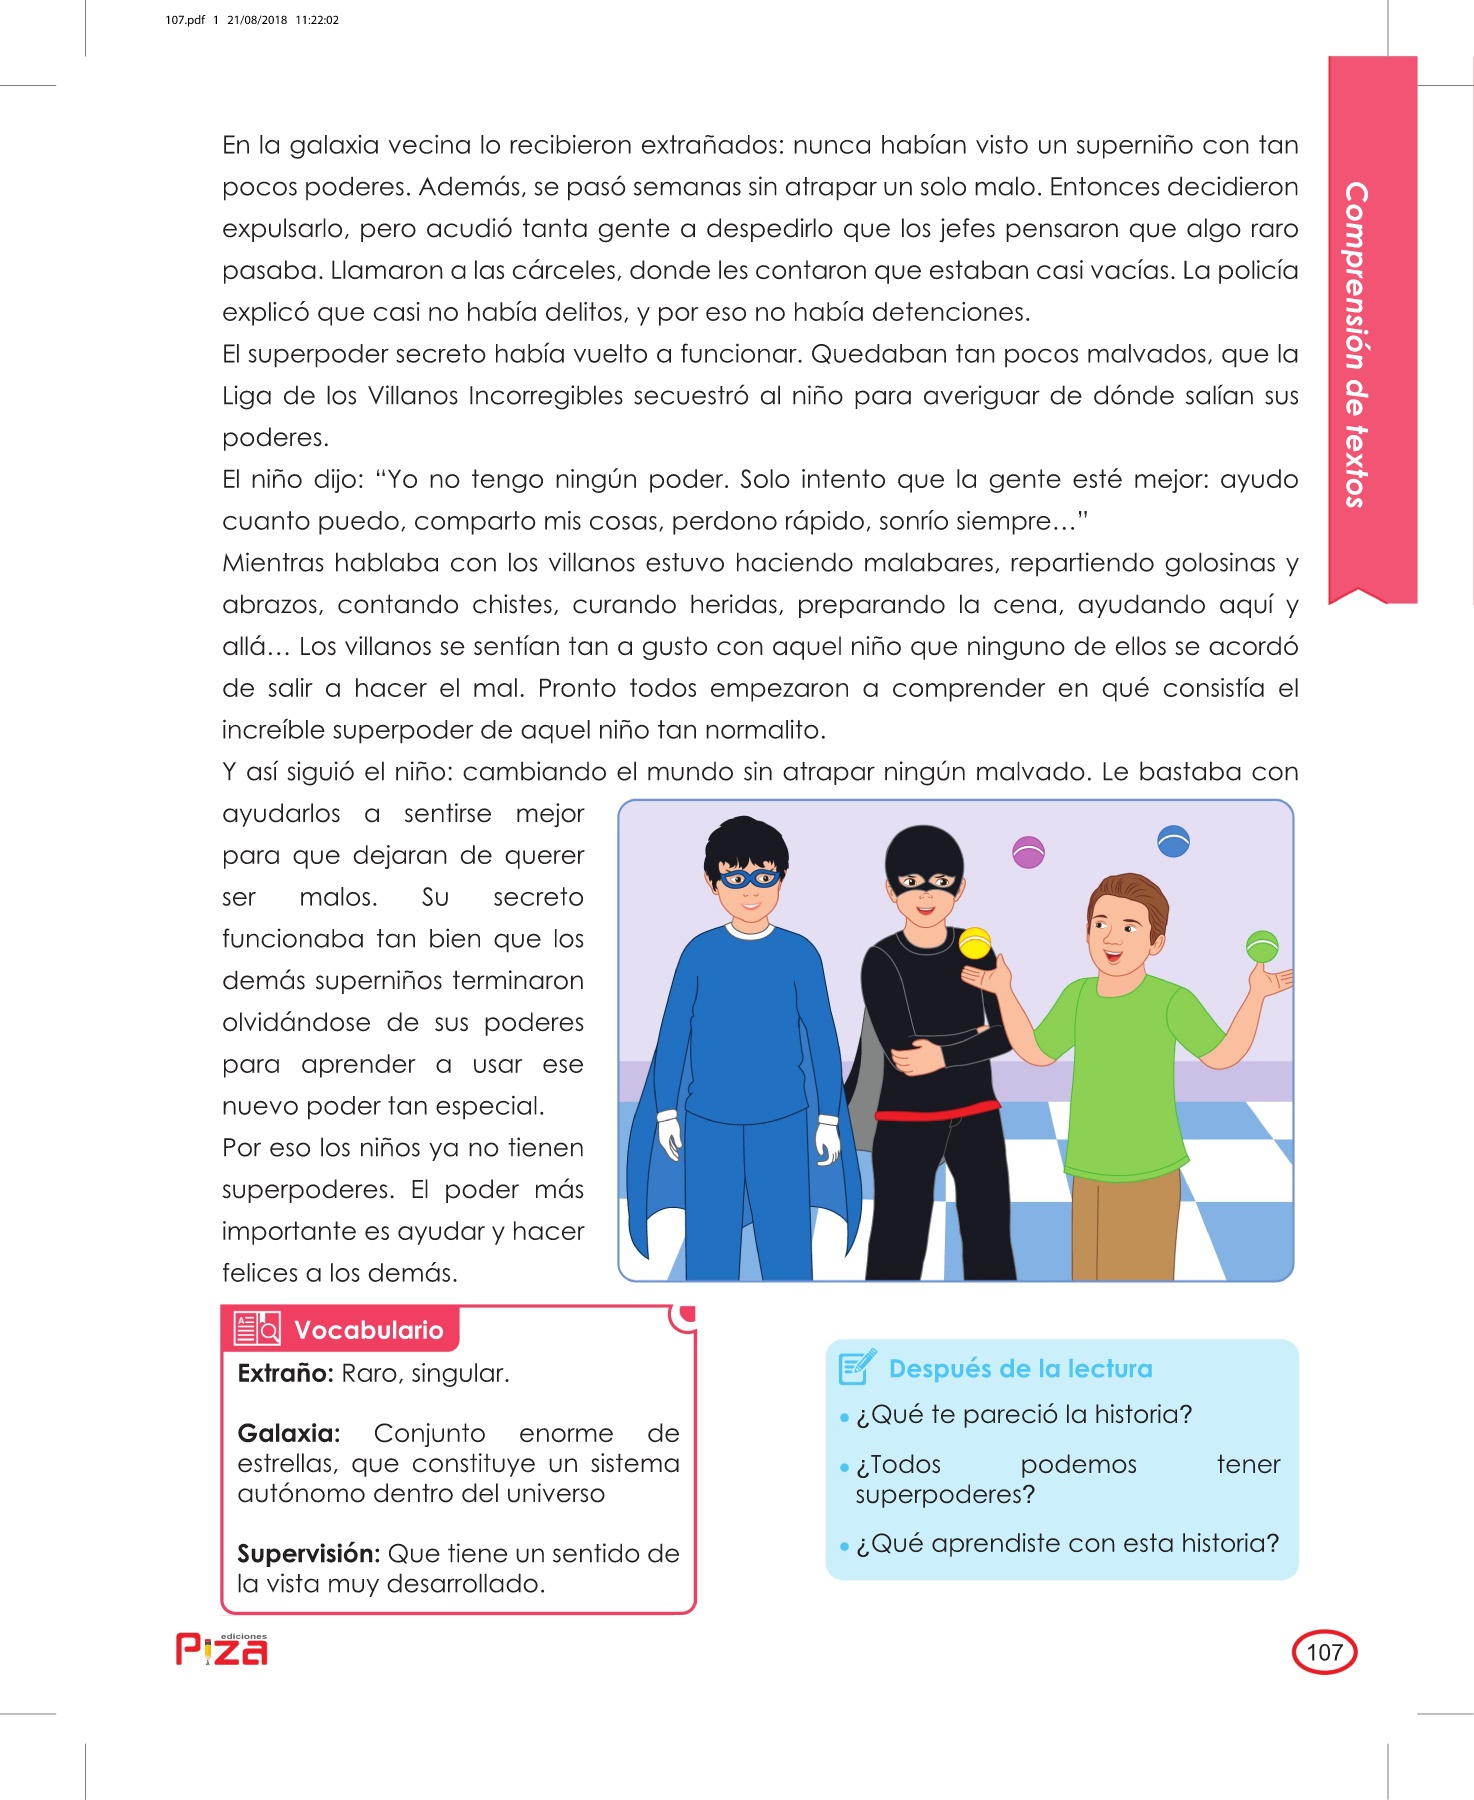 107.pdf 1 21/08/2018 11:22:02
En la galaxia vecina lo recibieron extrañados: nunca habían visto un superniño con tan
pocos poderes. Además, se pasó semanas sin atrapar un solo malo. Entonces decidieron
expulsarlo, pero acudió tanta gente a despedirlo que los jefes pensaron que algo raro
pasaba. Llamaron a las cárceles, donde les contaron que estaban casi vacías. La policía
explicó que casi no había delitos, y por eso no había detenciones.
El superpoder secreto había vuelto a funcionar. Quedaban tan pocos malvados, que la
Liga de los Villanos Incorregibles secuestró al niño para averiguar de dónde salían sus
poderes.
El niño dijo: “Yo no tengo ningún poder. Solo intento que la gente esté mejor: ayudo
cuanto puedo, comparto mis cosas, perdono rápido, sonrío siempre…”
Mientras hablaba con los villanos estuvo haciendo malabares, repartiendo golosinas y
abrazos, contando chistes, curando heridas, preparando la cena, ayudando aquí y
allá… Los villanos se sentían tan a gusto con aquel niño que ninguno de ellos se acordó
de salir a hacer el mal. Pronto todos empezaron a comprender en qué consistía el
increíble superpoder de aquel niño tan normalito.
Y así siguió el niño: cambiando el mundo sin atrapar ningún malvado. Le bastaba con
ayudarlos a sentirse mejor
para que dejaran de querer
ser malos. Su secreto
funcionaba tan bien que los
demás superniños terminaron
olvidándose de sus poderes
para aprender a usar ese
nuevo poder tan especial.
Por eso los niños ya no tienen
superpoderes. El poder más
importante es ayudar y hacer
felices a los demás.
Comprensión de textos
Vocabulario
Extraño: Raro, singular.
Galaxia: Conjunto enorme de
estrellas, que constituye un sistema
autónomo dentro del universo
Supervisión: Que tiene un sentido de
la vista muy desarrollado.
Después de la lectura
• ¿Qué te pareció la historia?
• ¿Todos podemos tener
superpoderes?
• ¿Qué aprendiste con esta historia?
ediciones
Piza
107